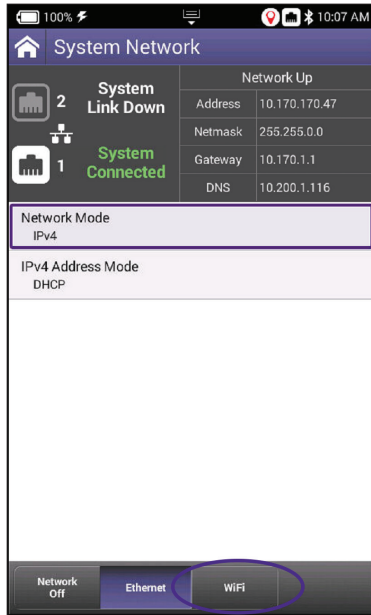 100% 10:07 AM
System Network
2 System
Link Down
1 System
Connected
Network Up
Address 10.170.170.47
Netmask 255.255.0.0
Gateway 10.170.1.1
DNS 10.200.1.116
Network Mode
IPv4
IPv4 Address Mode
DHCP
Network
Off
Ethernet
WiFi